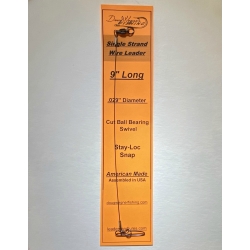 Single Strand
Wire Leader
9" Long
.029" Diameter
Cut Ball Bearing
Swivel
Stay-Loc
Snap
American Made
Assembled in USA